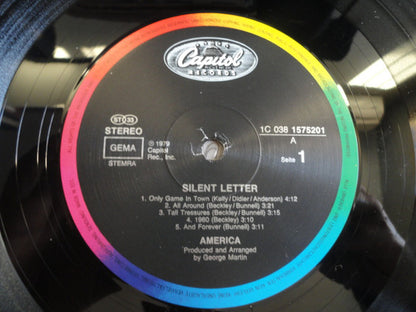 Capitol
RECORDS
ST 33
STEREO
GEMA
STEMRA
℗ 1979
Capitol
Rec., Inc.
1C 038 1575201
A
Seite 1
SILENT LETTER
1. Only Game In Town (Kelly/Didier/Anderson) 4:12
2. All Around (Beckley/Bunnell) 3:21
3. Tall Treasures (Beckley/Bunnell) 3:15
4. 1960 (Beckley) 3:10
5. And Forever (Bunnell) 3:11
AMERICA
Produced and Arranged
by George Martin